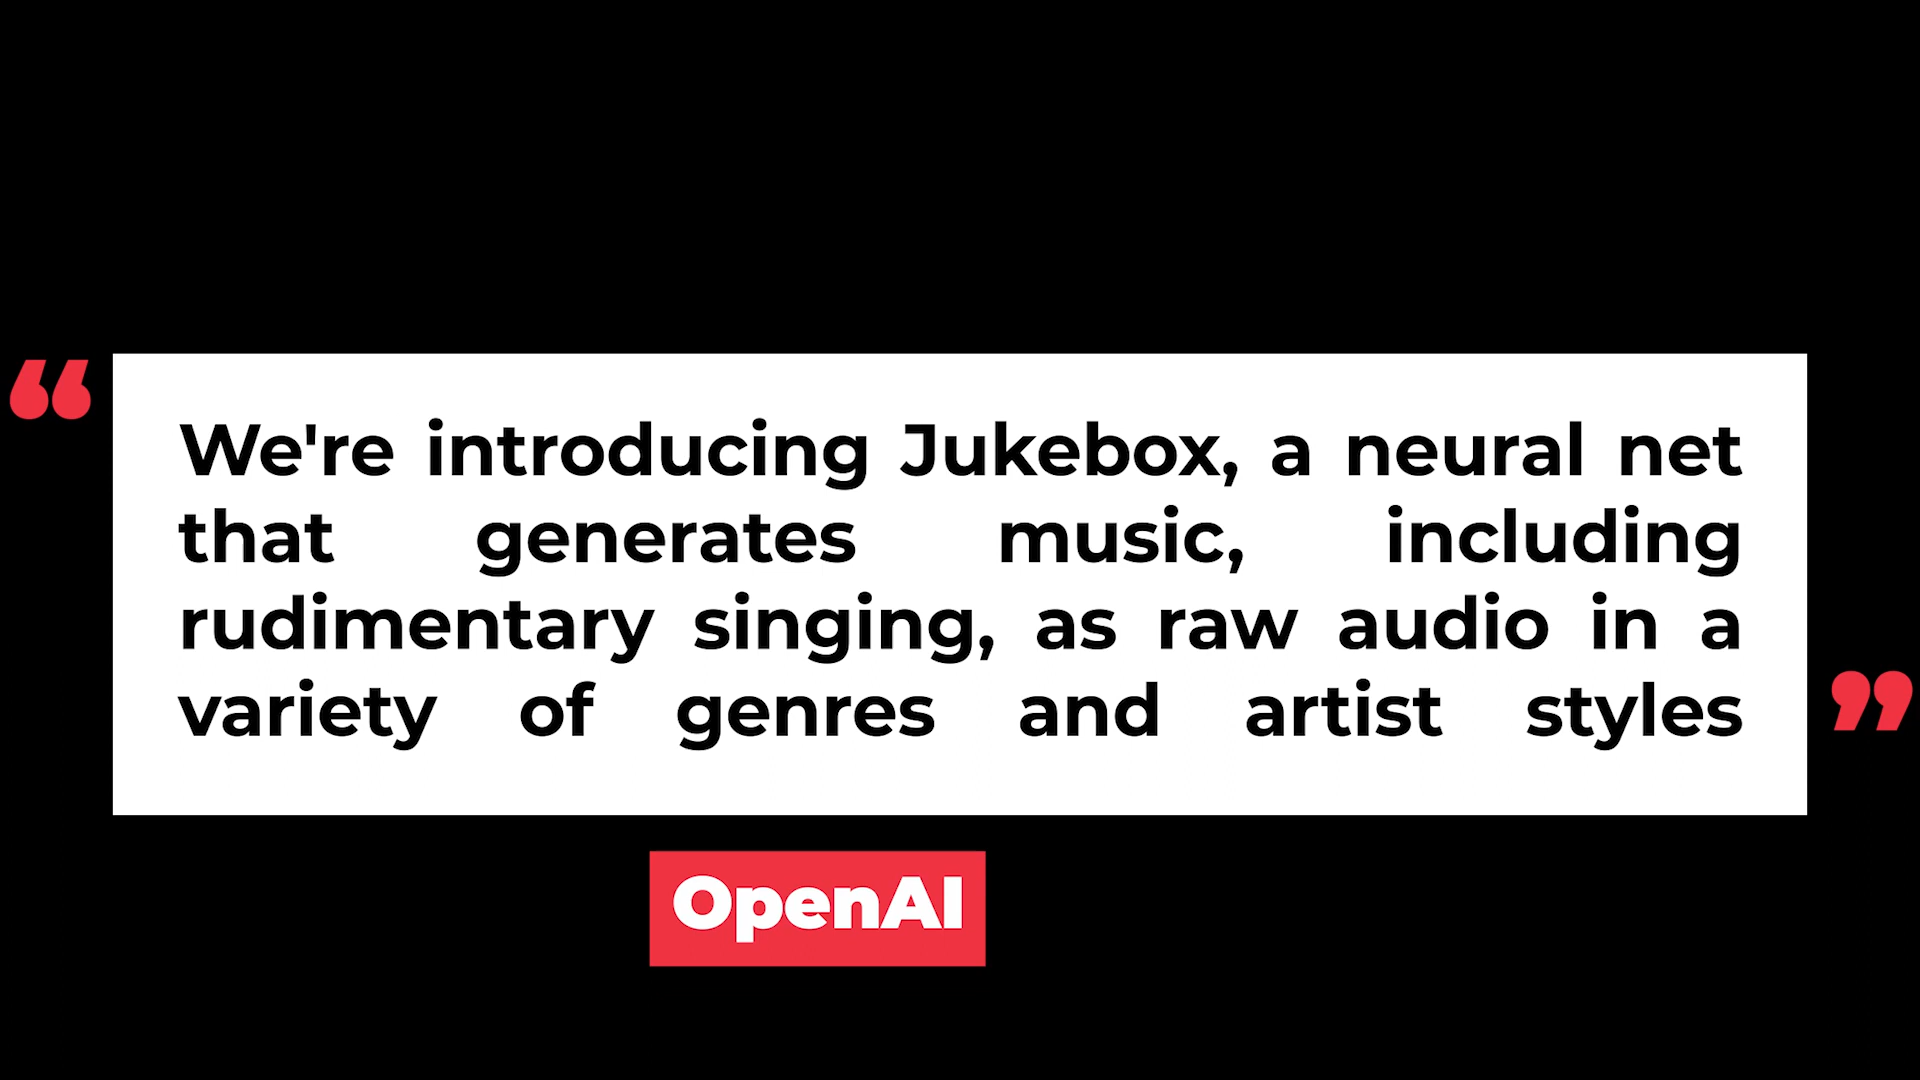 “
We're introducing Jukebox, a neural net
that generates music, including
rudimentary singing, as raw audio in a
variety of genres and artist styles
”
OpenAI